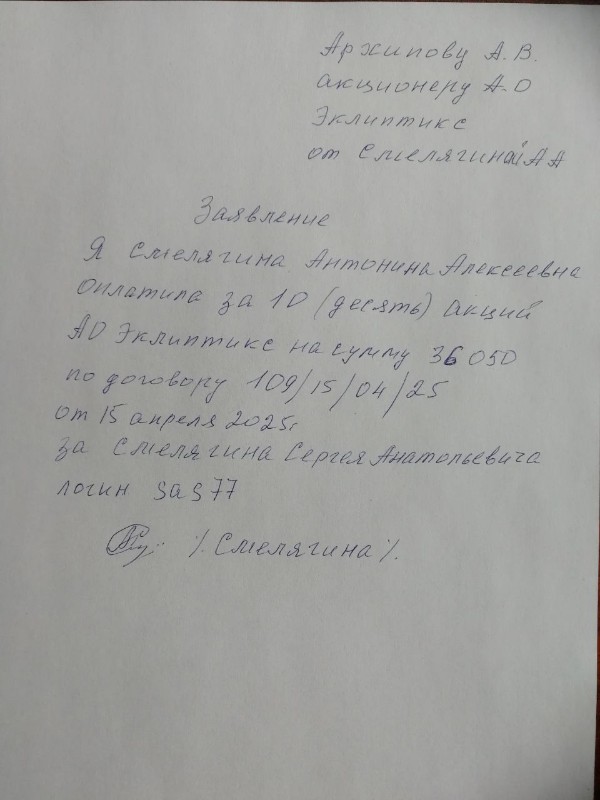 Архипову А. В.
акционеру А.О
Эклиптикс
от Смелягиной А А
Заявление
Я Смелягина Антонина Алексеевна
Оплатила за 10 (десять) акций
АО Эклиптикс на сумму 36 050
по договору 109/15/04/25
от 15 апреля 2025г
за Смелягина Сергея Анатольевича
логин sas77
/.Смелягина/.